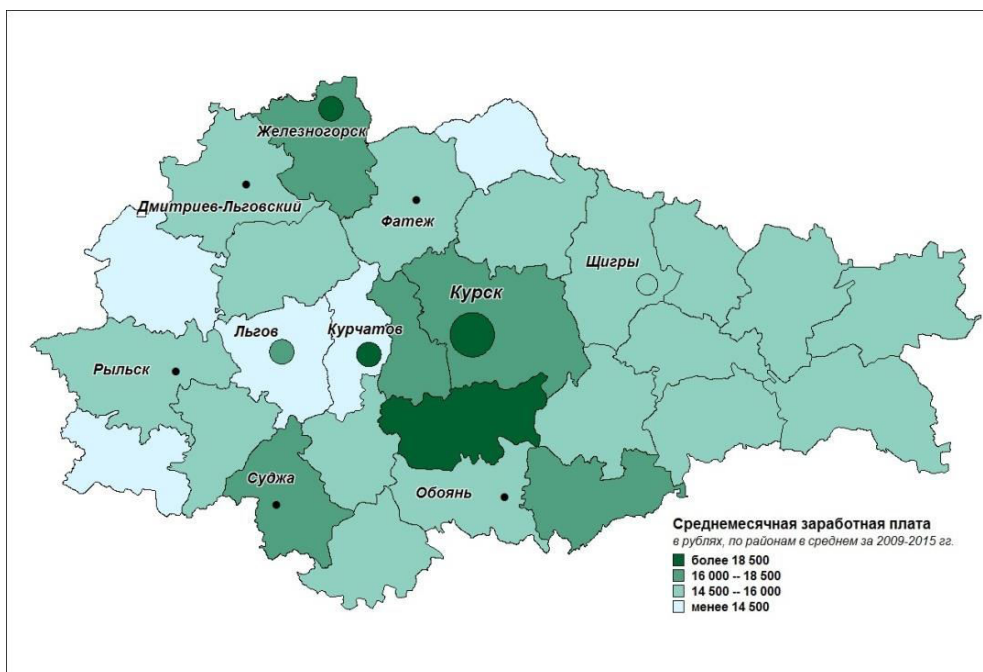 Железногорск
Дмитриев-Льговский
Фатеж
Щигры
Курск
Льгов
Курчатов
Рыльск
Суджа
Обоянь
Среднемесячная заработная плата
в рублях, по районам в среднем за 2009-2015 гг.
более 18 500
16 000 -- 18 500
14 500 -- 16 000
менее 14 500